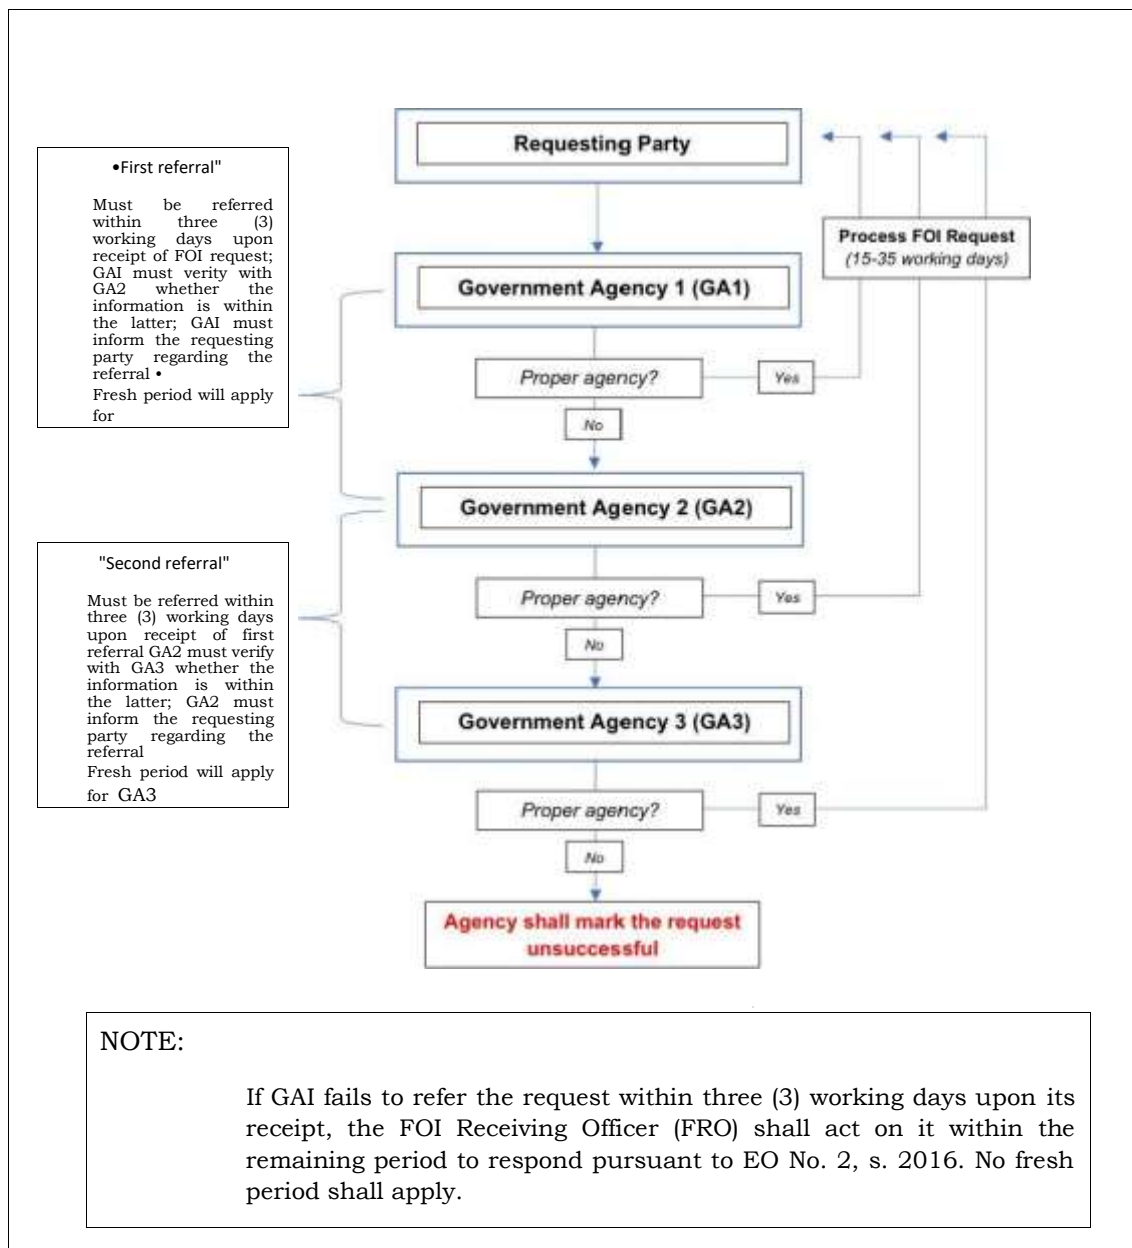 •First referral"
Must be referred
within three (3)
working days upon
receipt of FOI request;
GAI must verity with
GA2 whether the
information is within
the latter; GAI must
inform the requesting
party regarding the
referral •
Fresh period will apply
for
"Second referral"
Must be referred within
three (3) working days
upon receipt of first
referral GA2 must verify
with GA3 whether the
information is within
the latter; GA2 must
inform the requesting
party regarding the
referral
Fresh period will apply
for GA3
Requesting Party
Process FOI Request
(15-35 working days)
Government Agency 1 (GA1)
Proper agency?
Yes
No
Government Agency 2 (GA2)
Proper agency?
Yes
No
Government Agency 3 (GA3)
Proper agency?
Yes
No
Agency shall mark the request
unsuccessful
NOTE:
If GAI fails to refer the request within three (3) working days upon its
receipt, the FOI Receiving Officer (FRO) shall act on it within the
remaining period to respond pursuant to EO No. 2, s. 2016. No fresh
period shall apply.